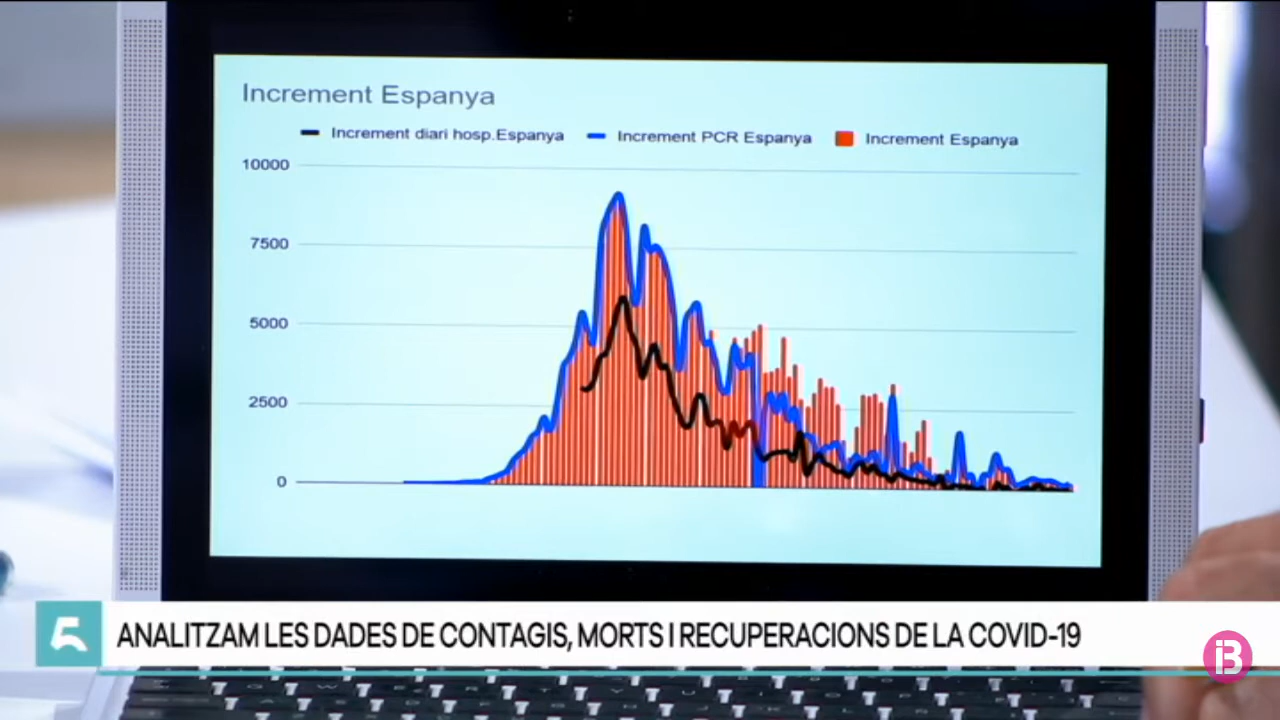 Increment Espanya
Increment diari hosp.Espanya Increment PCR Espanya Increment Espanya
10000
7500
5000
2500
0
5 ANALITZAM LES DADES DE CONTAGIS, MORTS I RECUPERACIONS DE LA COVID-19
IB3